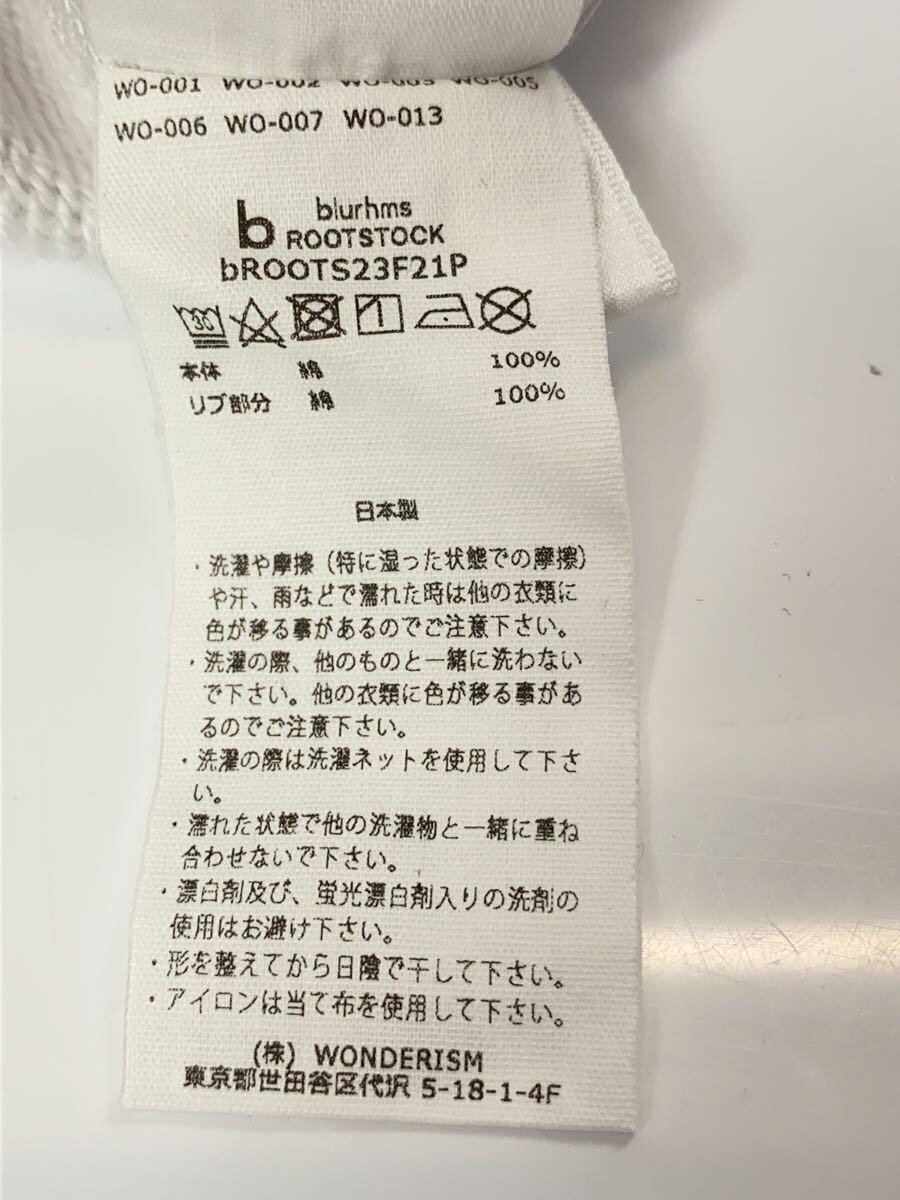 WO-001 WO-002 WO-003 WO-005
WO-006 WO-007 WO-013
b blurhms
ROOTSTOCK
bROOTS23F21P
30
本体 綿 100%
リブ部分 綿 100%
日本製
・洗濯や摩擦（特に湿った状態での摩擦）
や汗、雨などで濡れた時は他の衣類に
色が移る事があるのでご注意下さい。
・洗濯の際、他のものと一緒に洗わない
で下さい。他の衣類に色が移る事があ
るのでご注意下さい。
・洗濯の際は洗濯ネットを使用して下さ
い。
・濡れた状態で他の洗濯物と一緒に重ね
合わせないで下さい。
・漂白剤及び、蛍光漂白剤入りの洗剤の
使用はお避け下さい。
・形を整えてから日陰で干して下さい。
・アイロンは当て布を使用して下さい。
(株) WONDERISM
東京都世田谷区代沢 5-18-1-4F